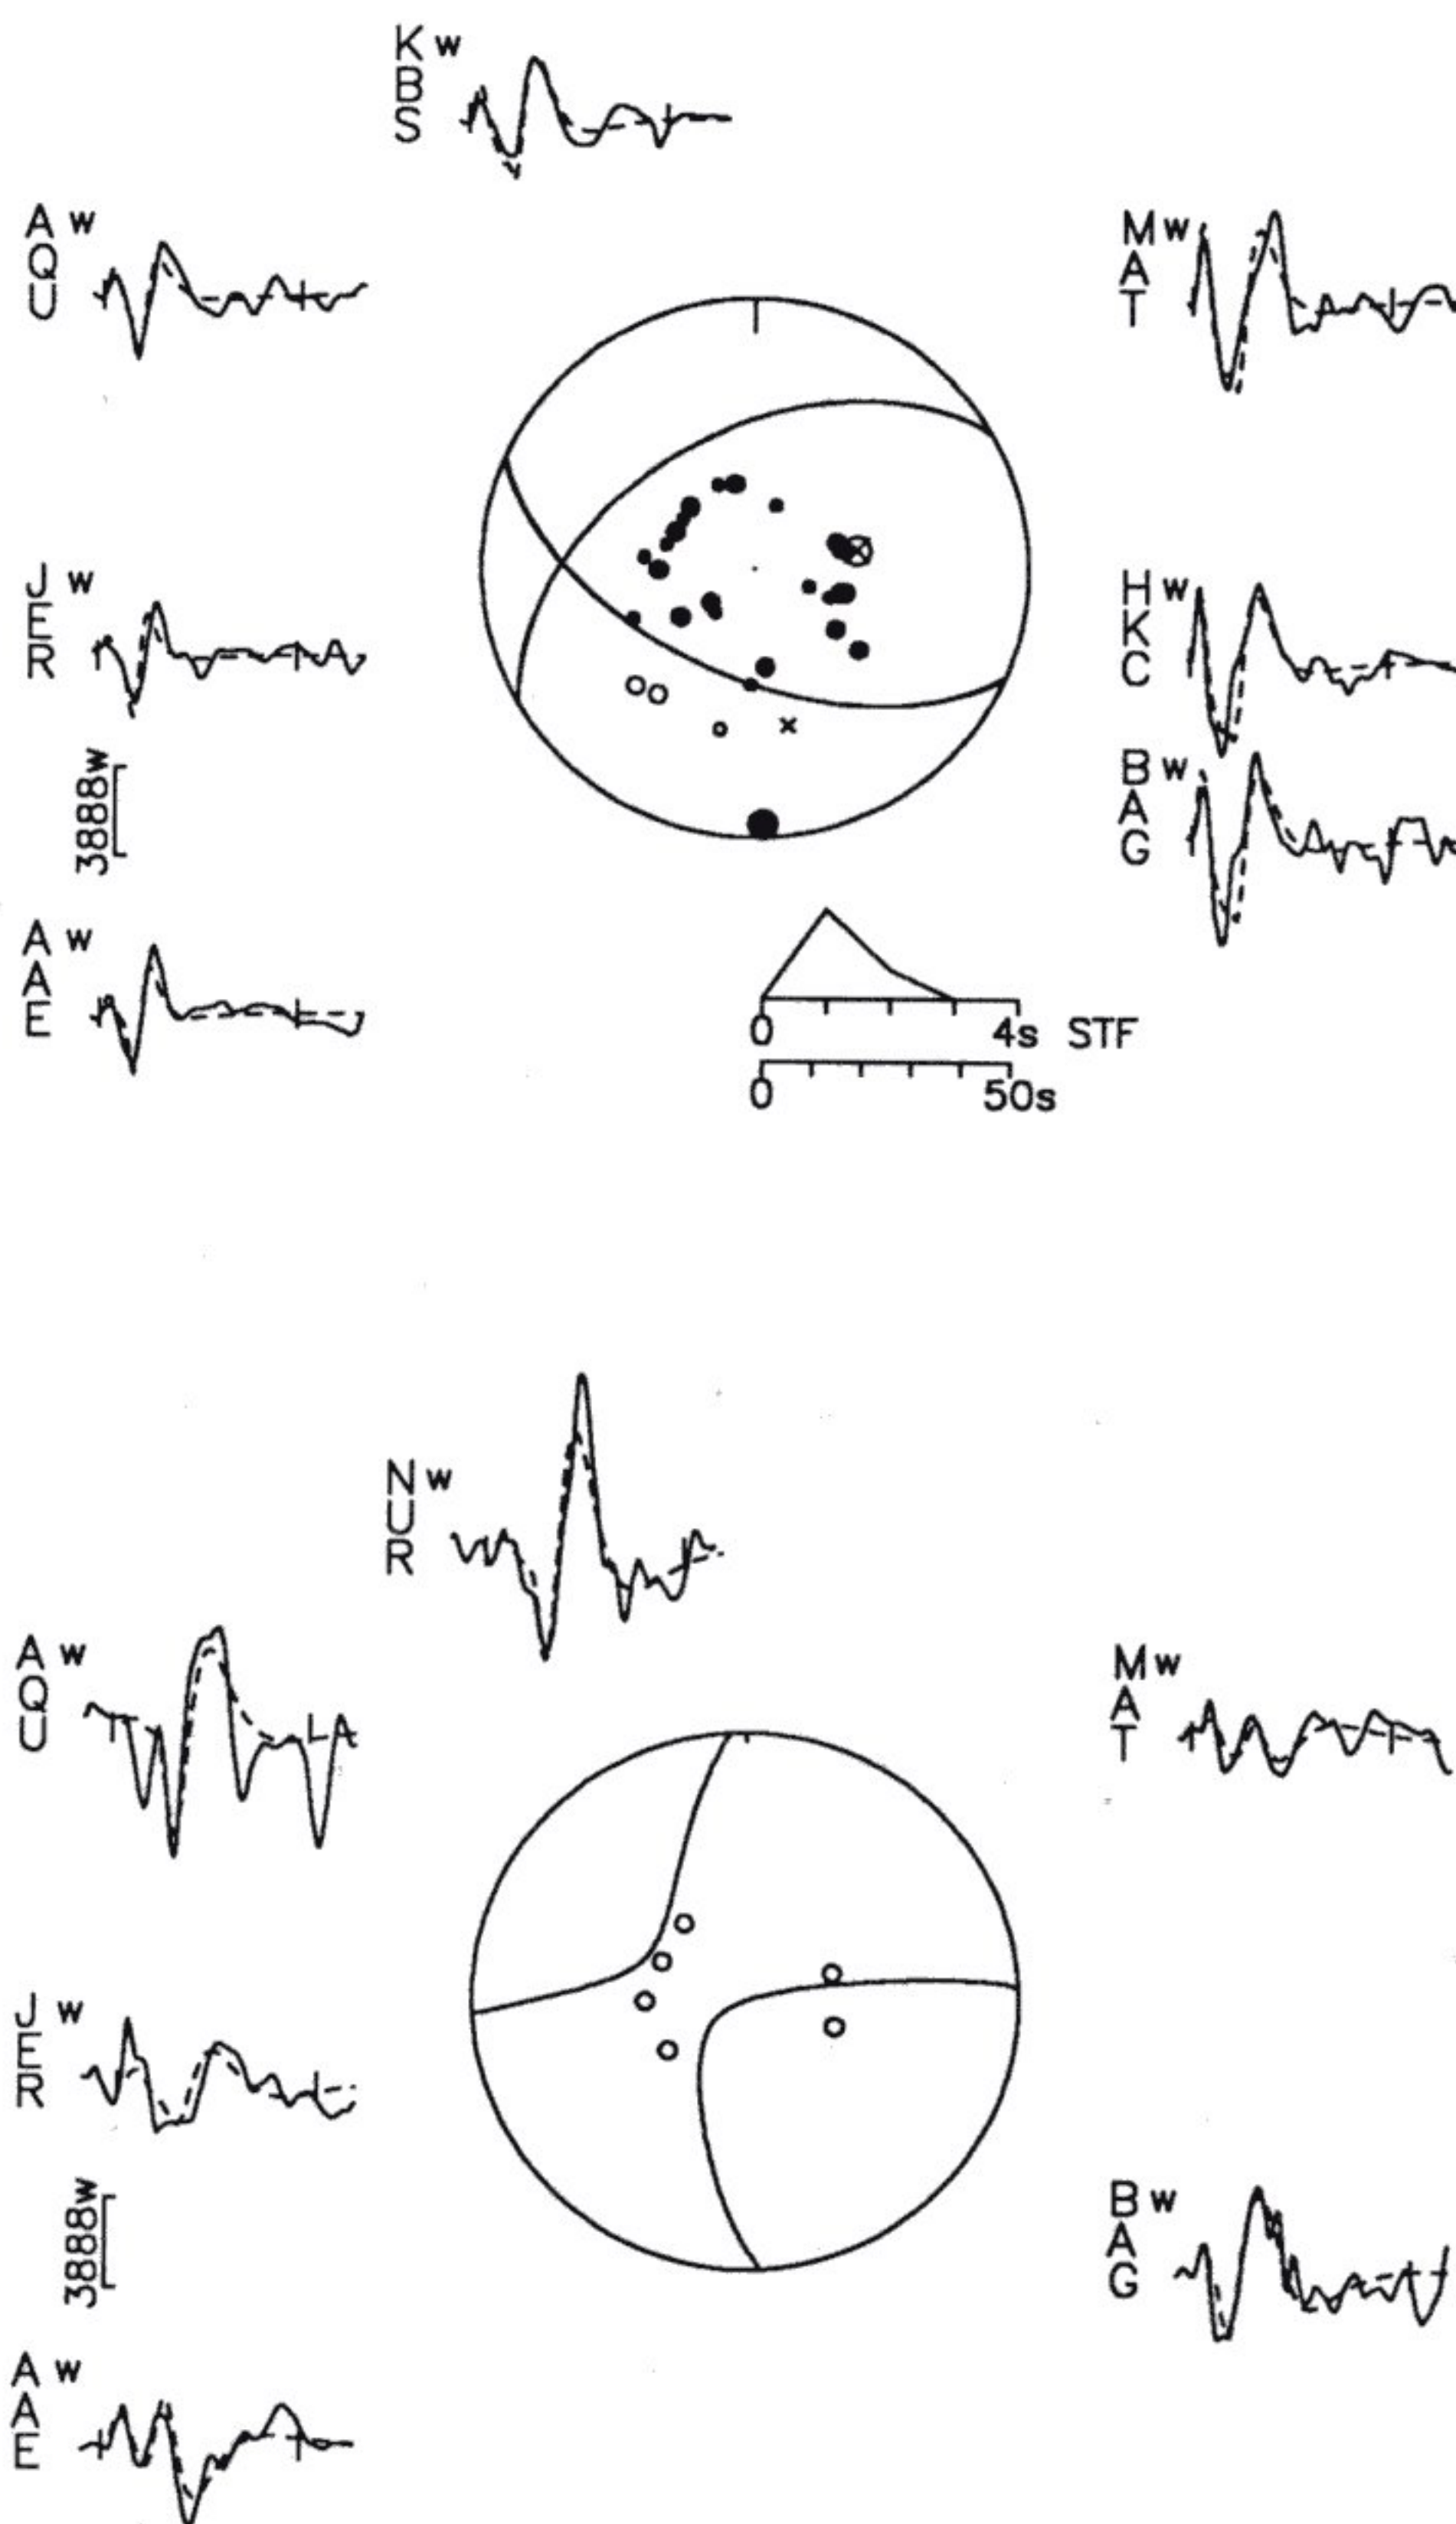 KBS w
AQU w
MAT w
JER w
HKC w
3888w
BAG w
AAE w
0 4s STF
0 50s
NUR w
AQU w
MAT w
JER w
3888w
BAG w
AAE w